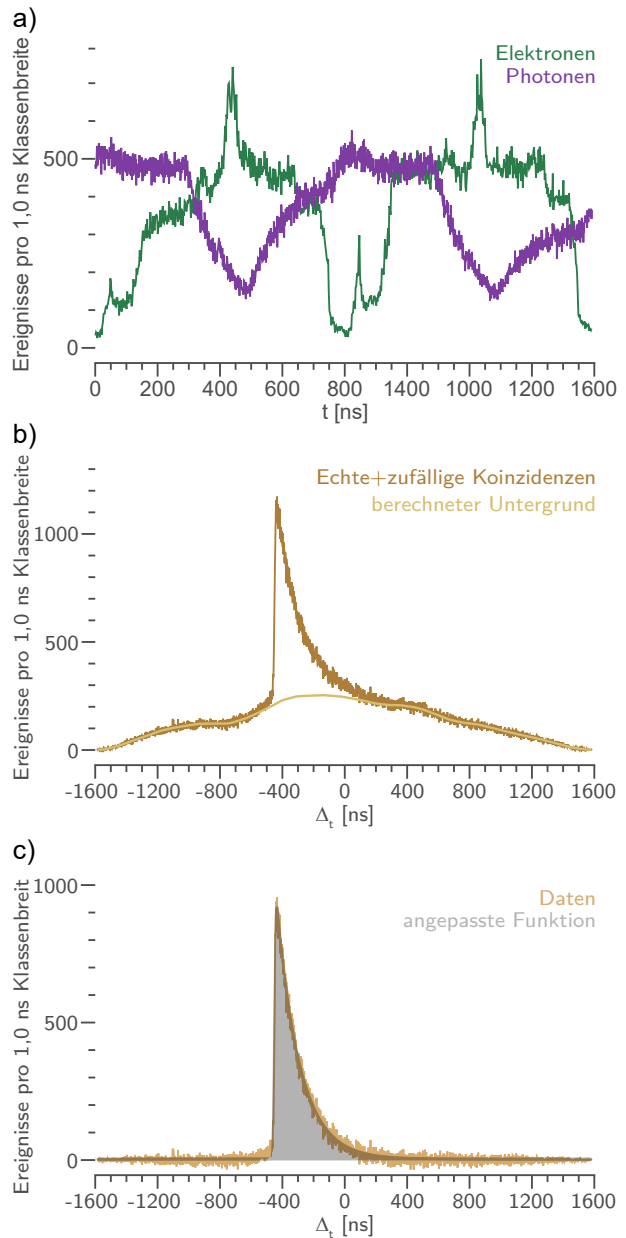 a)
Elektronen
Photonen
Ereignisse pro 1,0 ns Klassenbreite
500
0
0 200 400 600 800 1400 1000 1200 1600
t [ns]
b)
Echte+zufällige Koinzidenzen
berechneter Untergrund
Ereignisse pro 1,0 ns Klassenbreite
1000
500
0
-1600 -1200 -800 -400 0 400 800 1200 1600
Δt [ns]
c)
Daten
angepasste Funktion
Ereignisse pro 1,0 ns Klassenbreit
1000
500
0
-1600 -1200 -800 -400 0 400 800 1200 1600
Δt [ns]